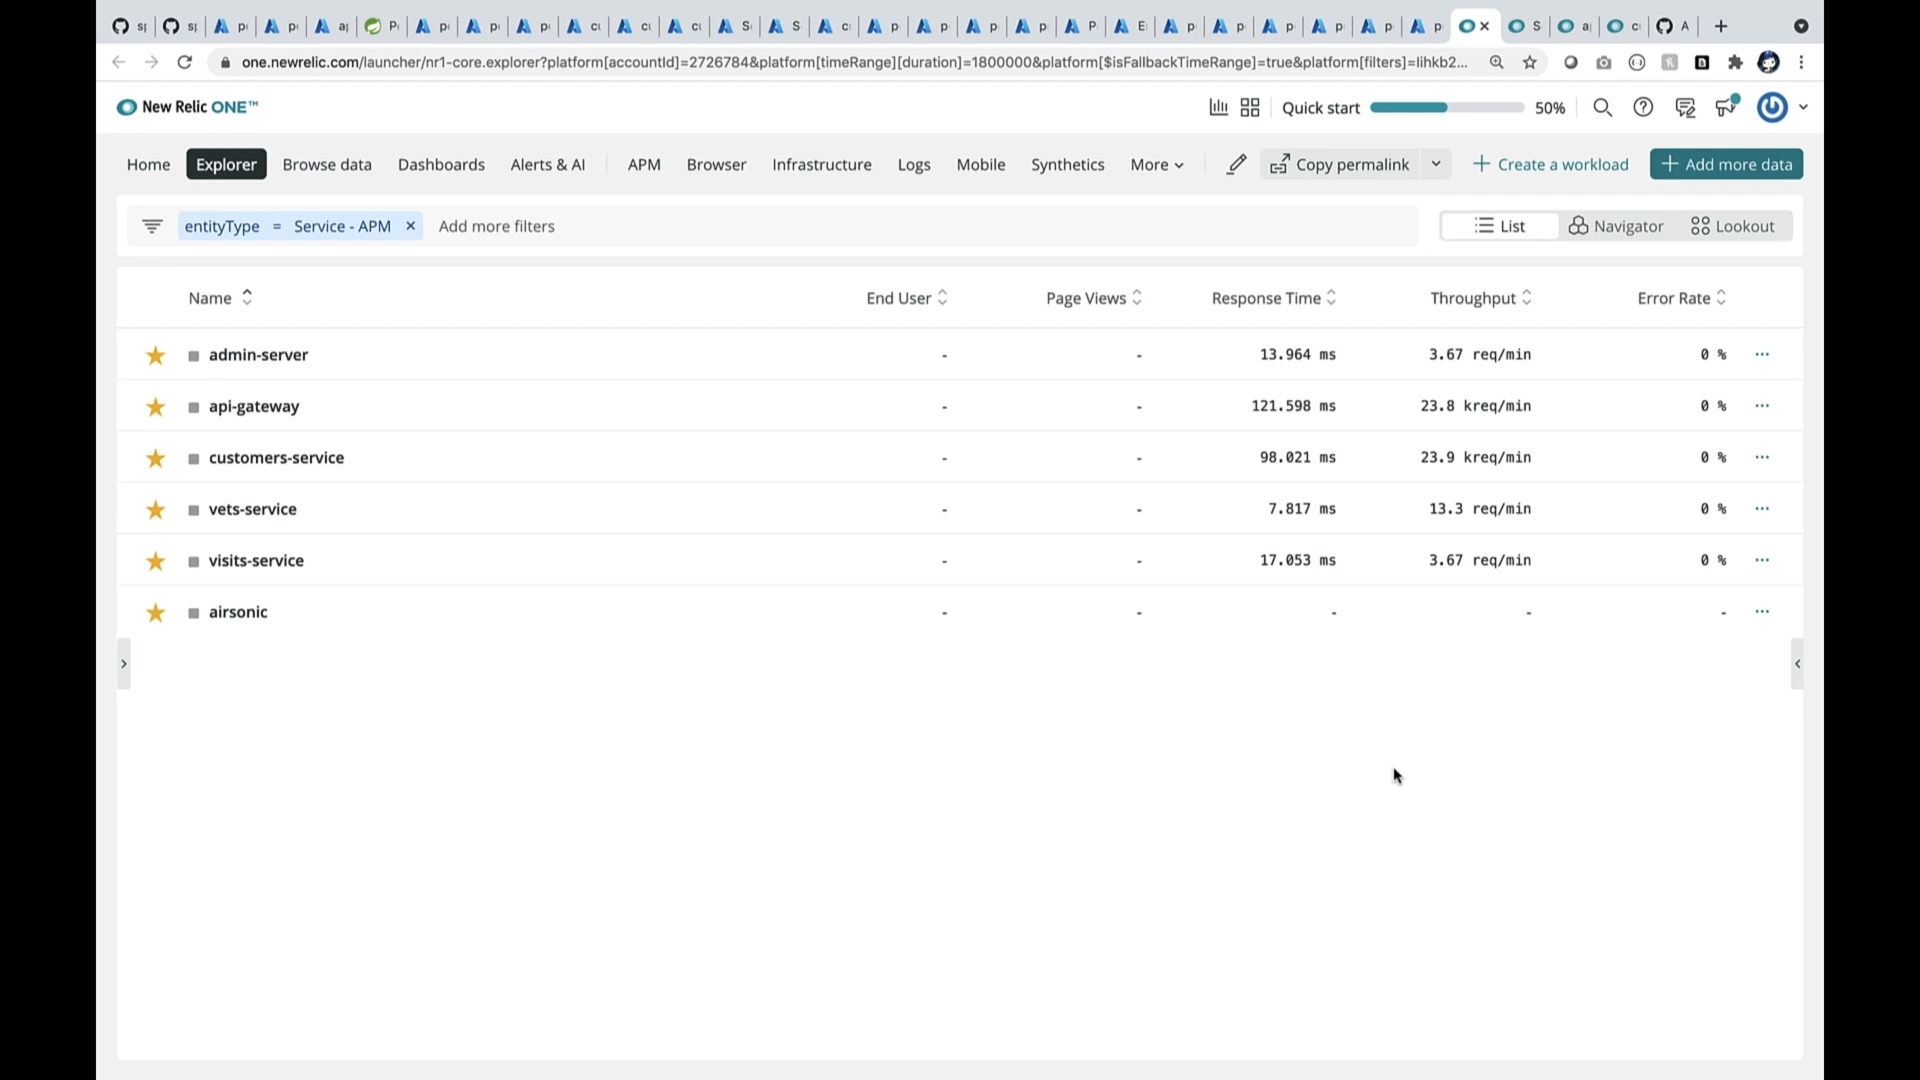 one.newrelic.com/launcher/nr1-core.explorer?platform[accountId]=2726784&platform[timeRange][duration]=1800000&platform[$isFallbackTimeRange]=true&platform[filters]=Iihkb2...
New Relic ONE™
Quick start 50%
Home Explorer Browse data Dashboards Alerts & AI APM Browser Infrastructure Logs Mobile Synthetics More Copy permalink + Create a workload + Add more data
entityType = Service - APM × Add more filters List Navigator Lookout
Name End User Page Views Response Time Throughput Error Rate
admin-server - - 13.964 ms 3.67 req/min 0 % ...
api-gateway - - 121.598 ms 23.8 kreq/min 0 % ...
customers-service - - 98.021 ms 23.9 kreq/min 0 % ...
vets-service - - 7.817 ms 13.3 req/min 0 % ...
visits-service - - 17.053 ms 3.67 req/min 0 % ...
airsonic - - - - - ...